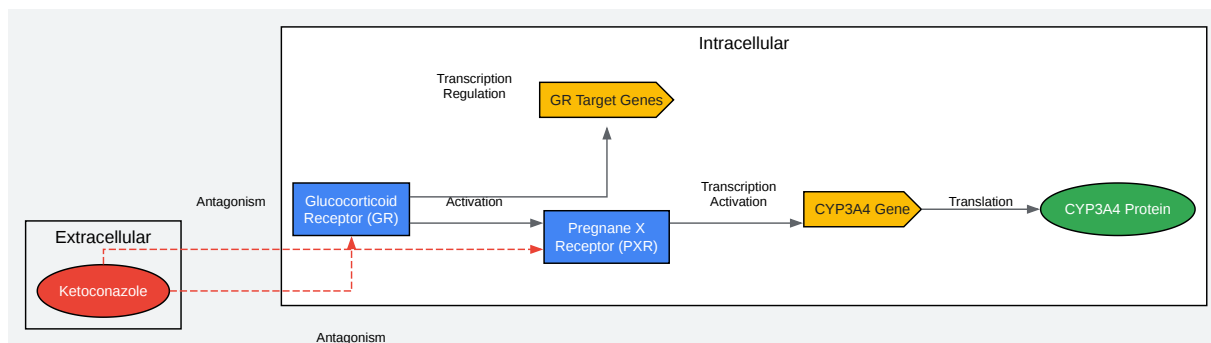 Intracellular
Transcription
Regulation
GR Target Genes
Antagonism
Glucocorticoid
Receptor (GR)
Activation
Pregnane X
Receptor (PXR)
Transcription
Activation
CYP3A4 Gene
Translation
CYP3A4 Protein
Extracellular
Ketoconazole
Antagonism